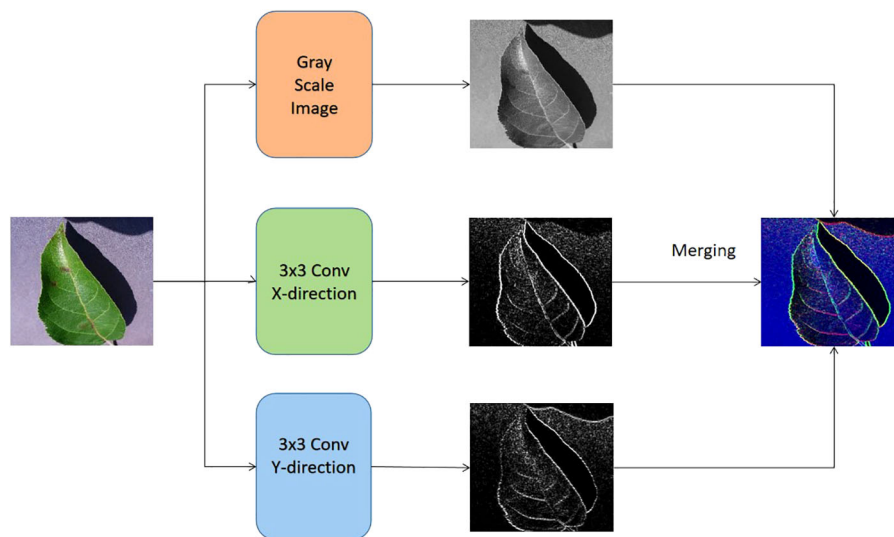 Gray
Scale
Image
3x3 Conv
X-direction
Merging
3x3 Conv
Y-direction